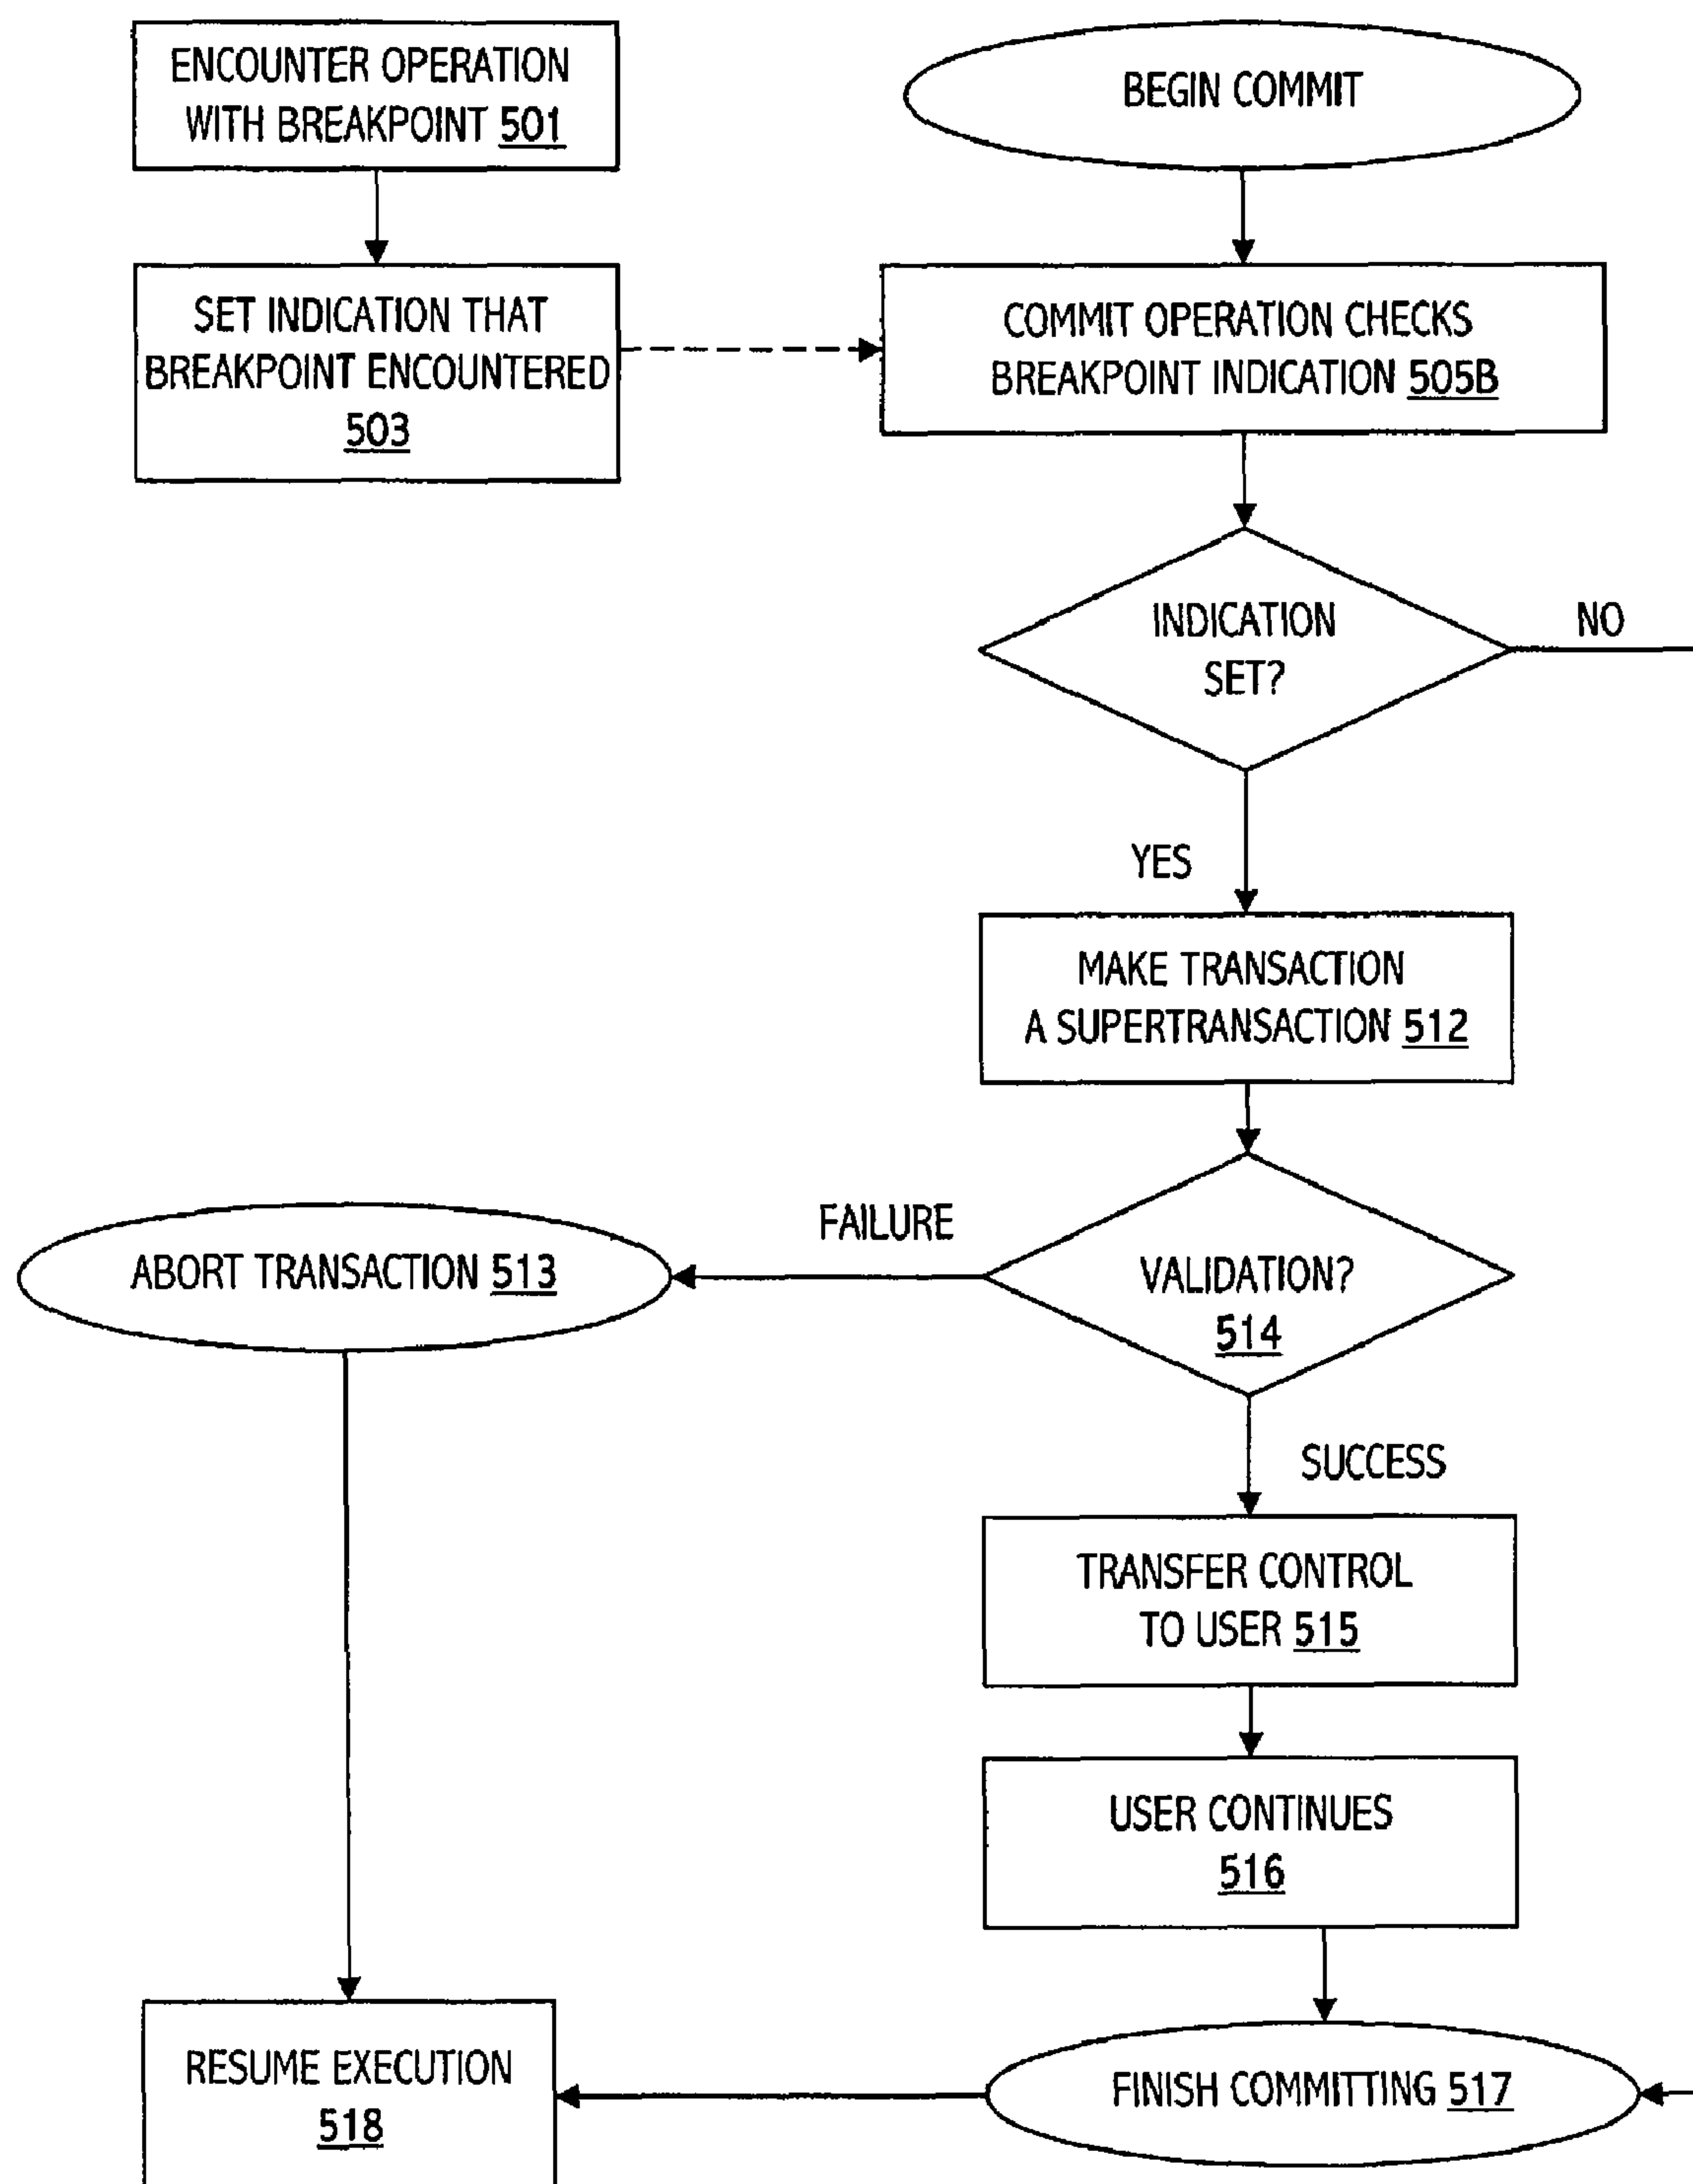 ENCOUNTER OPERATION
WITH BREAKPOINT 501
BEGIN COMMIT
SET INDICATION THAT
BREAKPOINT ENCOUNTERED
503
COMMIT OPERATION CHECKS
BREAKPOINT INDICATION 505B
INDICATION
SET?
NO
YES
MAKE TRANSACTION
A SUPERTRANSACTION 512
FAILURE
ABORT TRANSACTION 513
VALIDATION?
514
SUCCESS
TRANSFER CONTROL
TO USER 515
USER CONTINUES
516
RESUME EXECUTION
518
FINISH COMMITTING 517